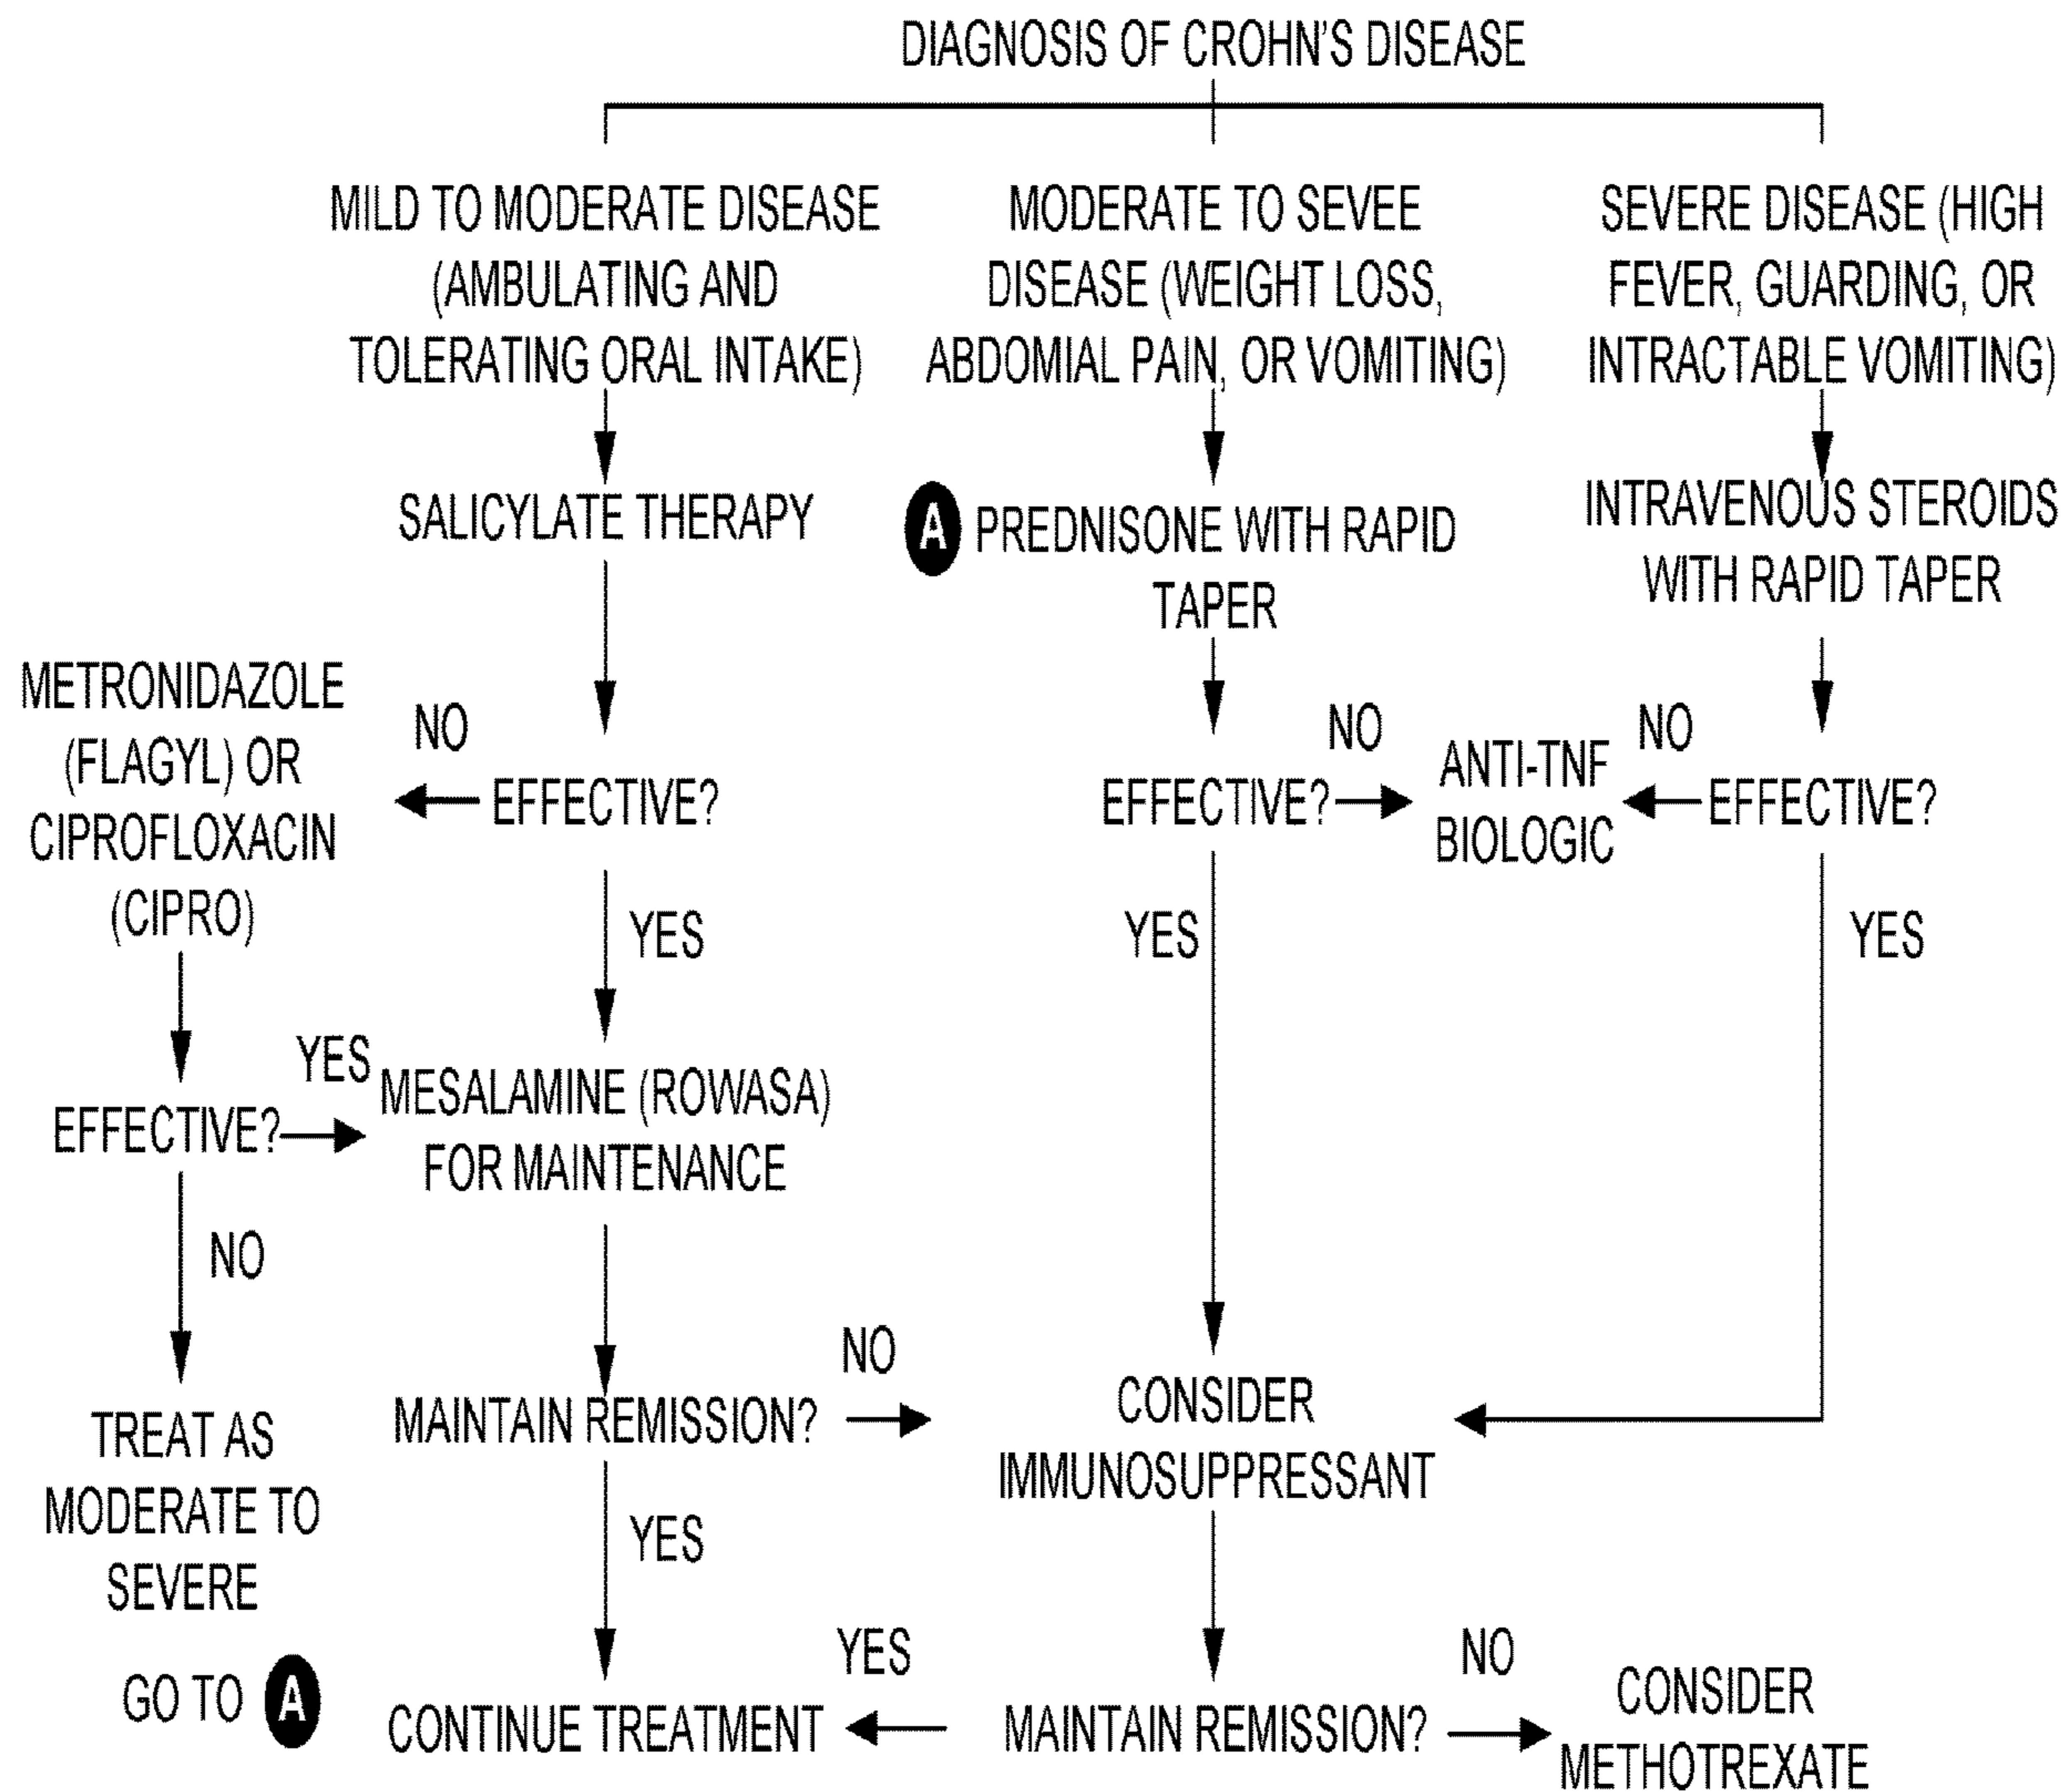 DIAGNOSIS OF CROHN'S DISEASE
MILD TO MODERATE DISEASE
(AMBULATING AND
TOLERATING ORAL INTAKE)
MODERATE TO SEVEE
DISEASE (WEIGHT LOSS,
ABDOMIAL PAIN, OR VOMITING)
SEVERE DISEASE (HIGH
FEVER, GUARDING, OR
INTRACTABLE VOMITING)
SALICYLATE THERAPY
A PREDNISONE WITH RAPID
TAPER
INTRAVENOUS STEROIDS
WITH RAPID TAPER
METRONIDAZOLE
(FLAGYL) OR
CIPROFLOXACIN
(CIPRO)
NO
EFFECTIVE?
YES
EFFECTIVE?
NO
ANTI-TNF
BIOLOGIC
NO
EFFECTIVE?
YES
YES
EFFECTIVE?
YES
MESALAMINE (ROWASA)
FOR MAINTENANCE
NO
TREAT AS
MODERATE TO
SEVERE
GO TO A
MAINTAIN REMISSION?
NO
CONSIDER
IMMUNOSUPPRESSANT
YES
CONTINUE TREATMENT
YES
MAINTAIN REMISSION?
NO
CONSIDER
METHOTREXATE